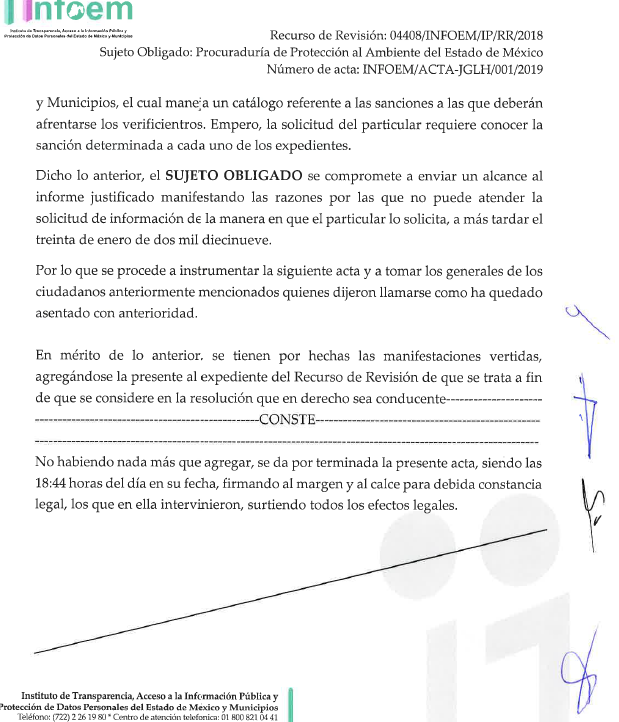 infoem
Instituto de Transparencia, Acceso a la Información Pública y
Protección de Datos Personales del Estado de México y Municipios
Recurso de Revisión: 04408/INFOEM/IP/RR/2018
Sujeto Obligado: Procuraduría de Protección al Ambiente del Estado de México
Número de acta: INFOEM/ACTA-JGLH/001/2019
y Municipios, el cual maneja un catálogo referente a las sanciones a las que deberán
afrentarse los verificientros. Empero, la solicitud del particular requiere conocer la
sanción determinada a cada uno de los expedientes.
Dicho lo anterior, el SUJETO OBLIGADO se compromete a enviar un alcance al
informe justificado manifestando las razones por las que no puede atender la
solicitud de información de la manera en que el particular lo solicita, a más tardar el
treinta de enero de dos mil diecinueve.
Por lo que se procede a instrumentar la siguiente acta y a tomar los generales de los
ciudadanos anteriormente mencionados quienes dijeron llamarse como ha quedado
asentado con anterioridad.
En mérito de lo anterior. se tienen por hechas las manifestaciones vertidas,
agregándose la presente al expediente del Recurso de Revisión de que se trata a fin
de que se considere en la resolución que en derecho sea conducente---------------------
-------------------------------------------------CONSTE-------------------------------------------------
------------------------------------------------------------------------------------------------------------
No habiendo nada más que agregar, se da por terminada la presente acta, siendo las
18:44 horas del día en su fecha, firmando al margen y al calce para debida constancia
legal, los que en ella intervinieron, surtiendo todos los efectos legales.
Instituto de Transparencia, Acceso a la Información Pública y
Protección de Datos Personales del Estado de México y Municipios
Teléfono: (722) 2 26 19 80 * Centro de atención telefónica: 01 800 821 04 41